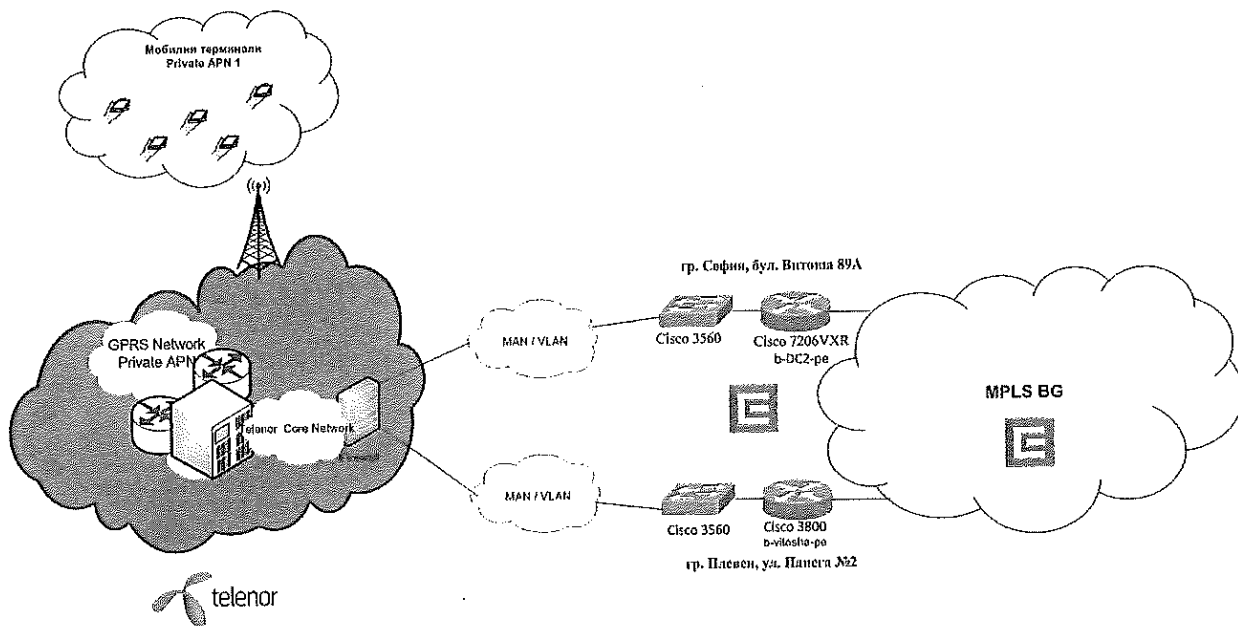 Мобилни терминали
Private APN 1
гр. София, бул. Витоша 89А
GPRS Network
Private APN
MAN / VLAN
Cisco 3560
Cisco 7206VXR
b-DC2-pe
MPLS BG
Telenor Core Network
MAN / VLAN
Cisco 3560
Cisco 3800
b-vitosha-pe
гр. Плевен, ул. Панега №2
telenor